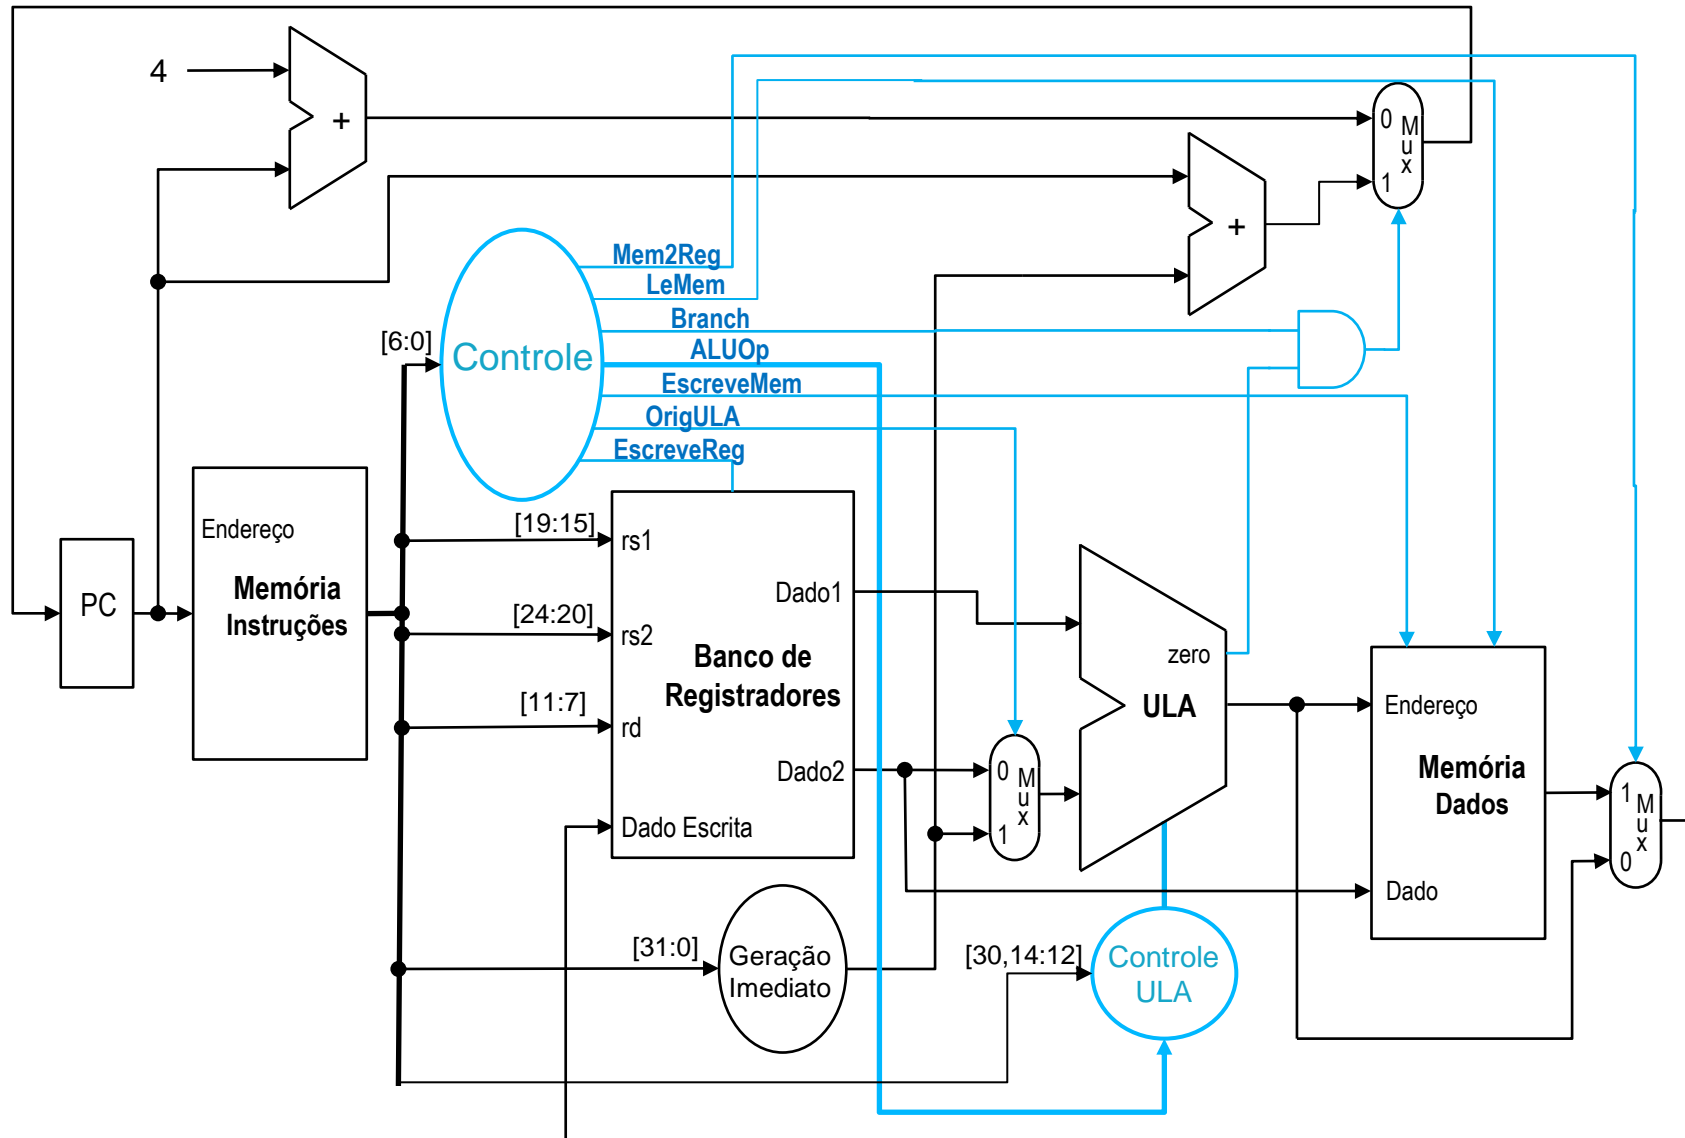 4
+
0
M
u
x
1
+
Mem2Reg
LeMem
Branch
ALUOp
EscreveMem
OrigULA
EscreveReg
[6:0]
Controle
Endereço
Memória
Instruções
PC
[19:15]
rs1
[24:20]
rs2
[11:7]
rd
Dado1
Banco de
Registradores
Dado2
Dado Escrita
0
M
u
x
1
zero
ULA
Endereço
Memória
Dados
Dado
1
M
u
x
0
[31:0]
Geração
Imediato
[30,14:12]
Controle
ULA